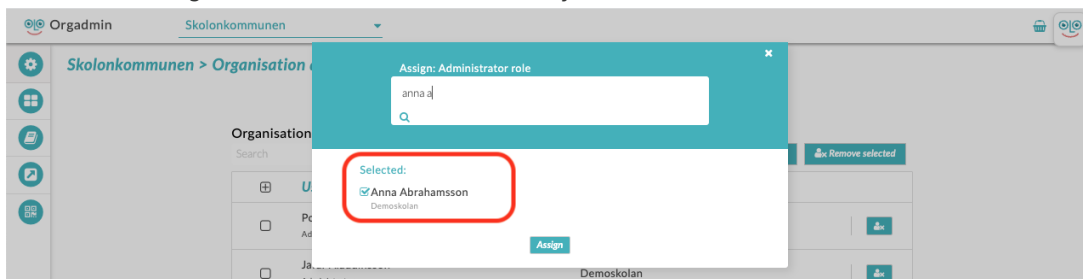 Orgadmin
Skolonkommunen
Skolonkommunen > Organisation
Assign: Administrator role
anna a
Organisation
Search
Remove selected
Selected:
Anna Abrahamsson
Demoskolan
Assign
Demoskolan